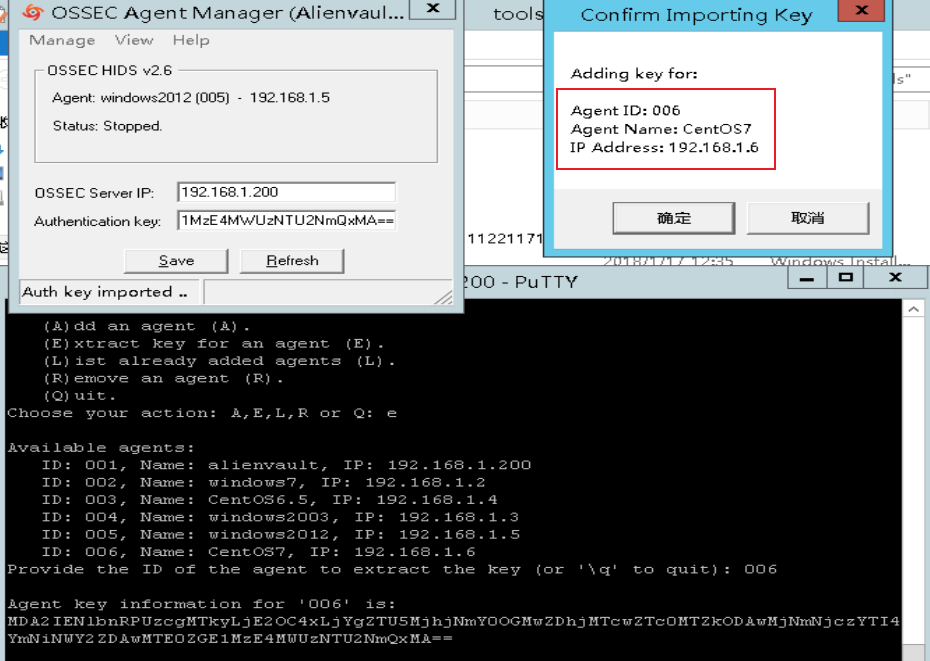 OSSEC Agent Manager (Alienvaul...
Manage View Help
OSSEC HIDS v2.6
Agent: windows2012 (005) - 192.168.1.5
Status: Stopped.
OSSEC Server IP: 192.168.1.200
Authentication key: 1MzE4MWUzNTU2NmQxMA==
Save Refresh
Auth key imported ..
tools
Confirm Importing Key
Adding key for:
Agent ID: 006
Agent Name: CentOS7
IP Address: 192.168.1.6
确定 取消
11221171
2018/1/17 12:35 Windows Install...
200 - PuTTY
(A)dd an agent (A).
(E)xtract key for an agent (E).
(L)ist already added agents (L).
(R)emove an agent (R).
(Q)uit.
Choose your action: A,E,L,R or Q: e
Available agents:
ID: 001, Name: alienvault, IP: 192.168.1.200
ID: 002, Name: windows7, IP: 192.168.1.2
ID: 003, Name: CentOS6.5, IP: 192.168.1.4
ID: 004, Name: windows2003, IP: 192.168.1.3
ID: 005, Name: windows2012, IP: 192.168.1.5
ID: 006, Name: CentOS7, IP: 192.168.1.6
Provide the ID of the agent to extract the key (or '\q' to quit): 006
Agent key information for '006' is:
MDA2IENlbnRPUzcgMTkyLjE2OC4xLjYgZTU5MjhjNmY0OGMwZDhjMTcwZTc0MTZkODAwMjNmNjczYTI4
YmNiNWY2ZDAwMTE0ZGE1MzE4MWUzNTU2NmQxMA==